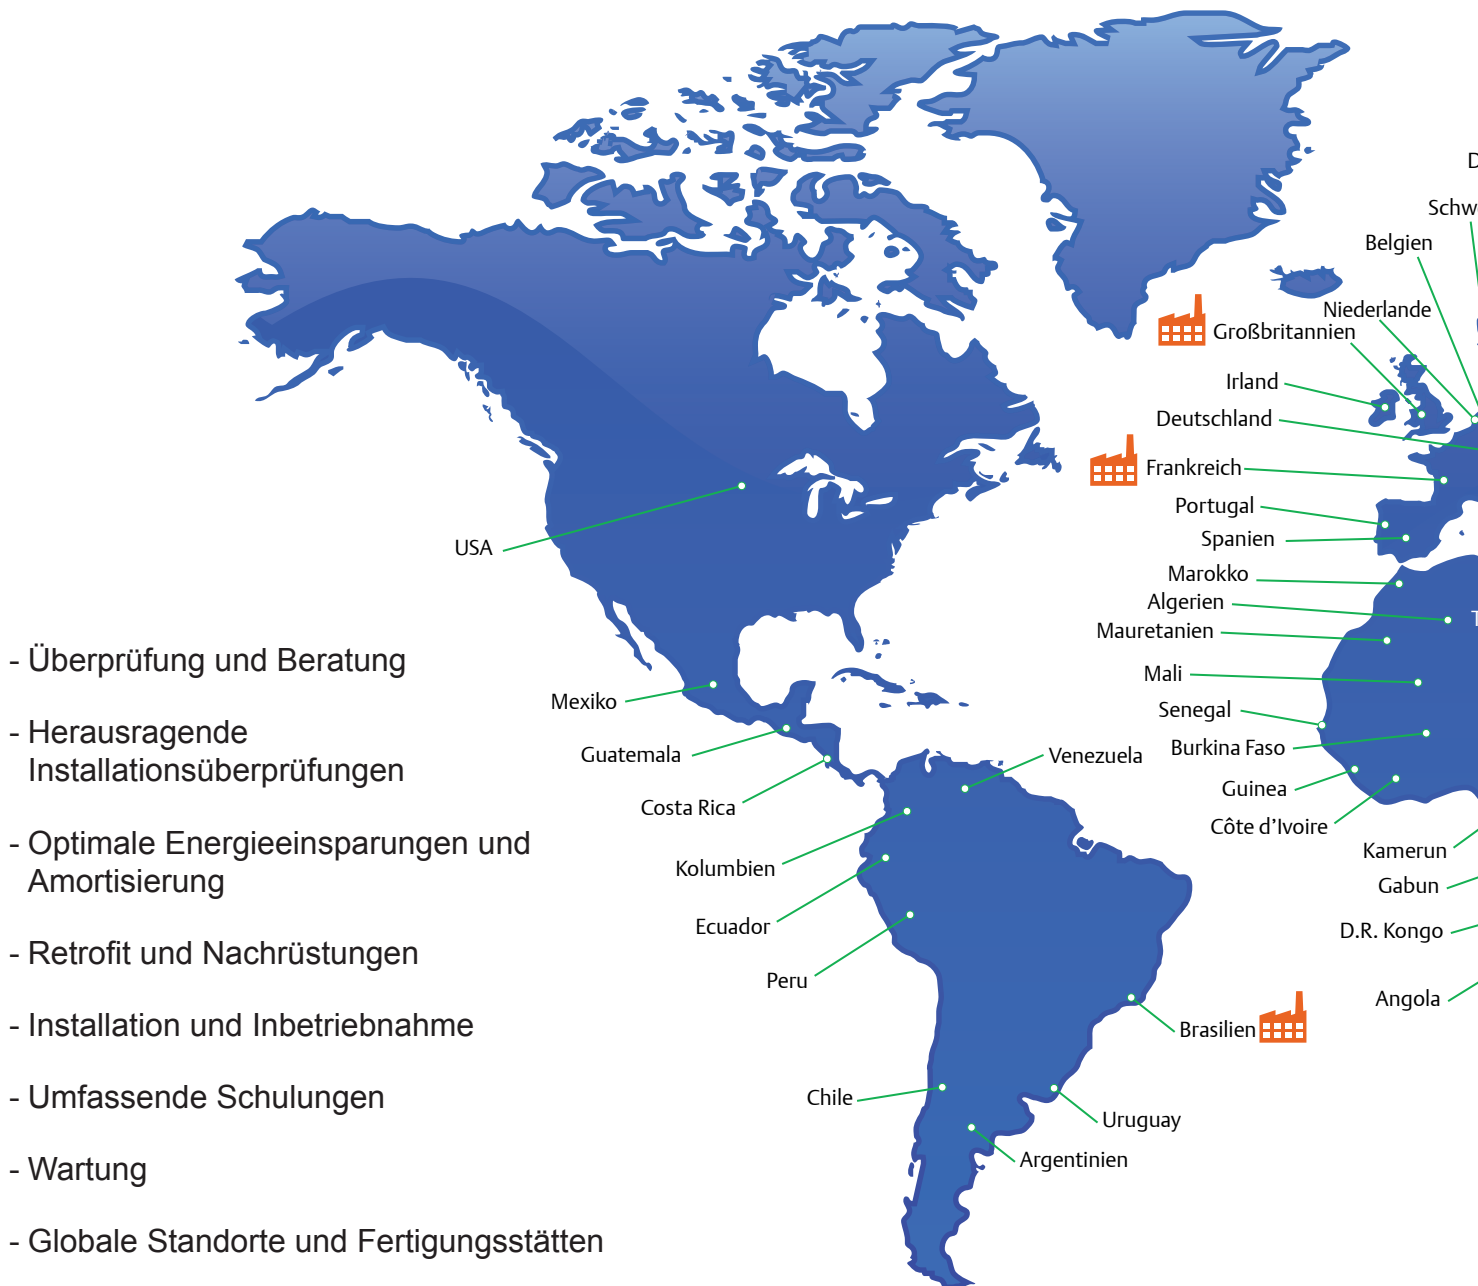 Belgien
Niederlande
Großbritannien
Irland
Deutschland
Frankreich
Portugal
Spanien
Marokko
Algerien
Mauretanien
Mali
Senegal
Burkina Faso
Guinea
Côte d’Ivoire
Kamerun
Gabun
D.R. Kongo
Angola
USA
Mexiko
Guatemala
Costa Rica
Venezuela
Kolumbien
Ecuador
Peru
Brasilien
Chile
Uruguay
Argentinien
- Überprüfung und Beratung
- Herausragende
Installationsüberprüfungen
- Optimale Energieeinsparungen und
Amortisierung
- Retrofit und Nachrüstungen
- Installation und Inbetriebnahme
- Umfassende Schulungen
- Wartung
- Globale Standorte und Fertigungsstätten